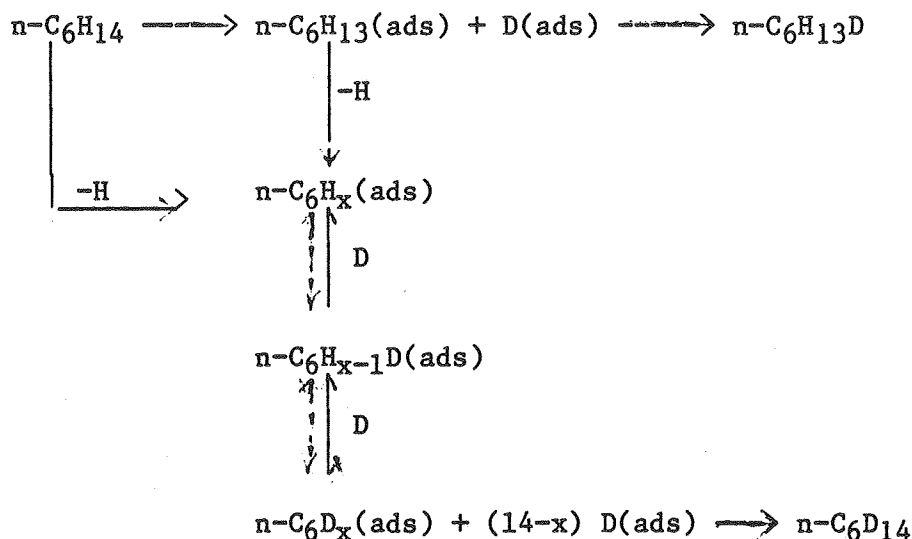 n-C₆H₁₄ ⟶ n-C₆H₁₃(ads) + D(ads) ⟶ n-C₆H₁₃D
-H
-H
n-C₆Hₓ(ads)
D
n-C₆Hₓ₋₁D(ads)
D
n-C₆Dₓ(ads) + (14-x) D(ads) ⟶ n-C₆D₁₄